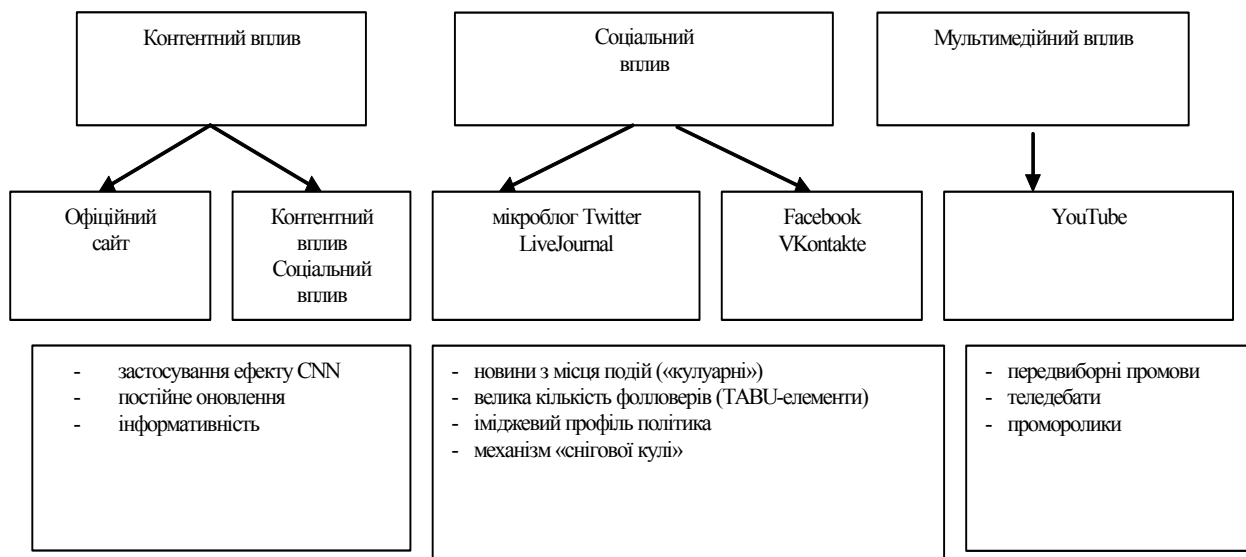 Контентний вплив
Соціальний
вплив
Мультимедійний вплив
Офіційний
сайт
Контентний
вплив
Соціальний
вплив
мікроблог Twitter
LiveJournal
Facebook
VKontakte
YouTube
- застосування ефекту CNN
- постійне оновлення
- інформативність
- новини з місця подій («кулуарні»)
- велика кількість фолловерів (TABU-елементи)
- іміджевий профіль політика
- механізм «снігової кулі»
- передвиборні промови
- теледебати
- проморолики